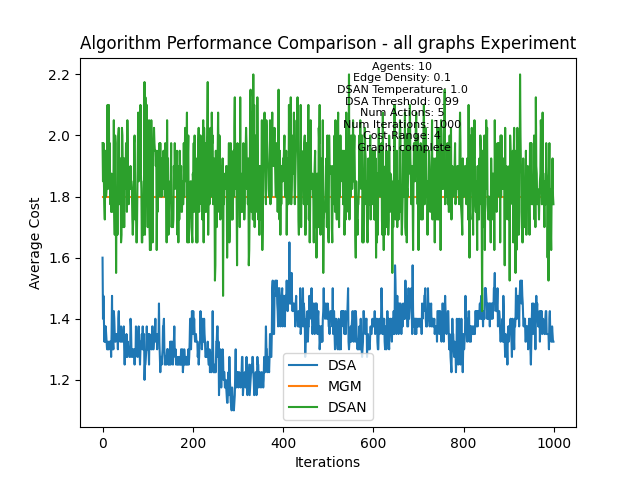 Algorithm Performance Comparison - all graphs Experiment
Agents: 10
Edge Density: 0.1
DSAN Temperature: 1.0
DSA Threshold: 0.99
Num Actions: 5
Num Iterations: 1000
Cost Range: 4
Graph: complete
Average Cost
2.2
2.0
1.8
1.6
1.4
1.2
DSA
MGM
DSAN
0
200
400
600
800
1000
Iterations